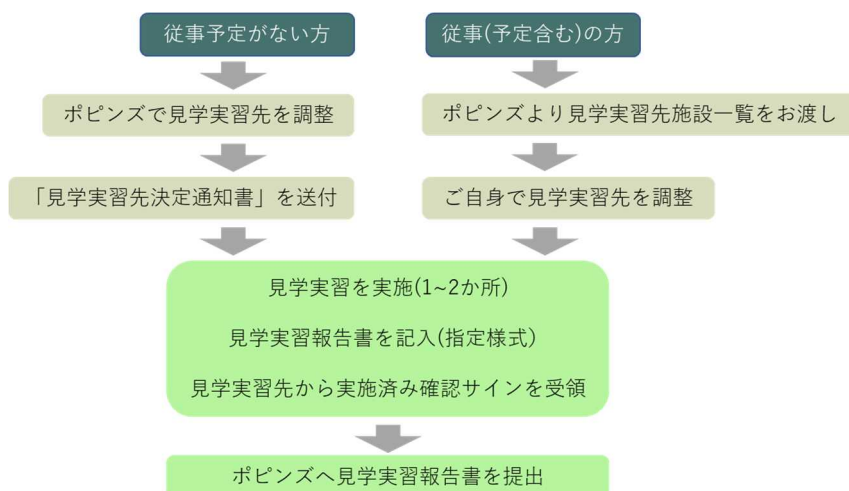 従事予定がない方
従事(予定含む)の方
ポピンズで見学実習先を調整
ポピンズより見学実習先施設一覧をお渡し
「見学実習先決定通知書」を送付
ご自身で見学実習先を調整
見学実習を実施(1~2か所)
見学実習報告書を記入(指定様式)
見学実習先から実施済み確認サインを受領
ポピンズへ見学実習報告書を提出